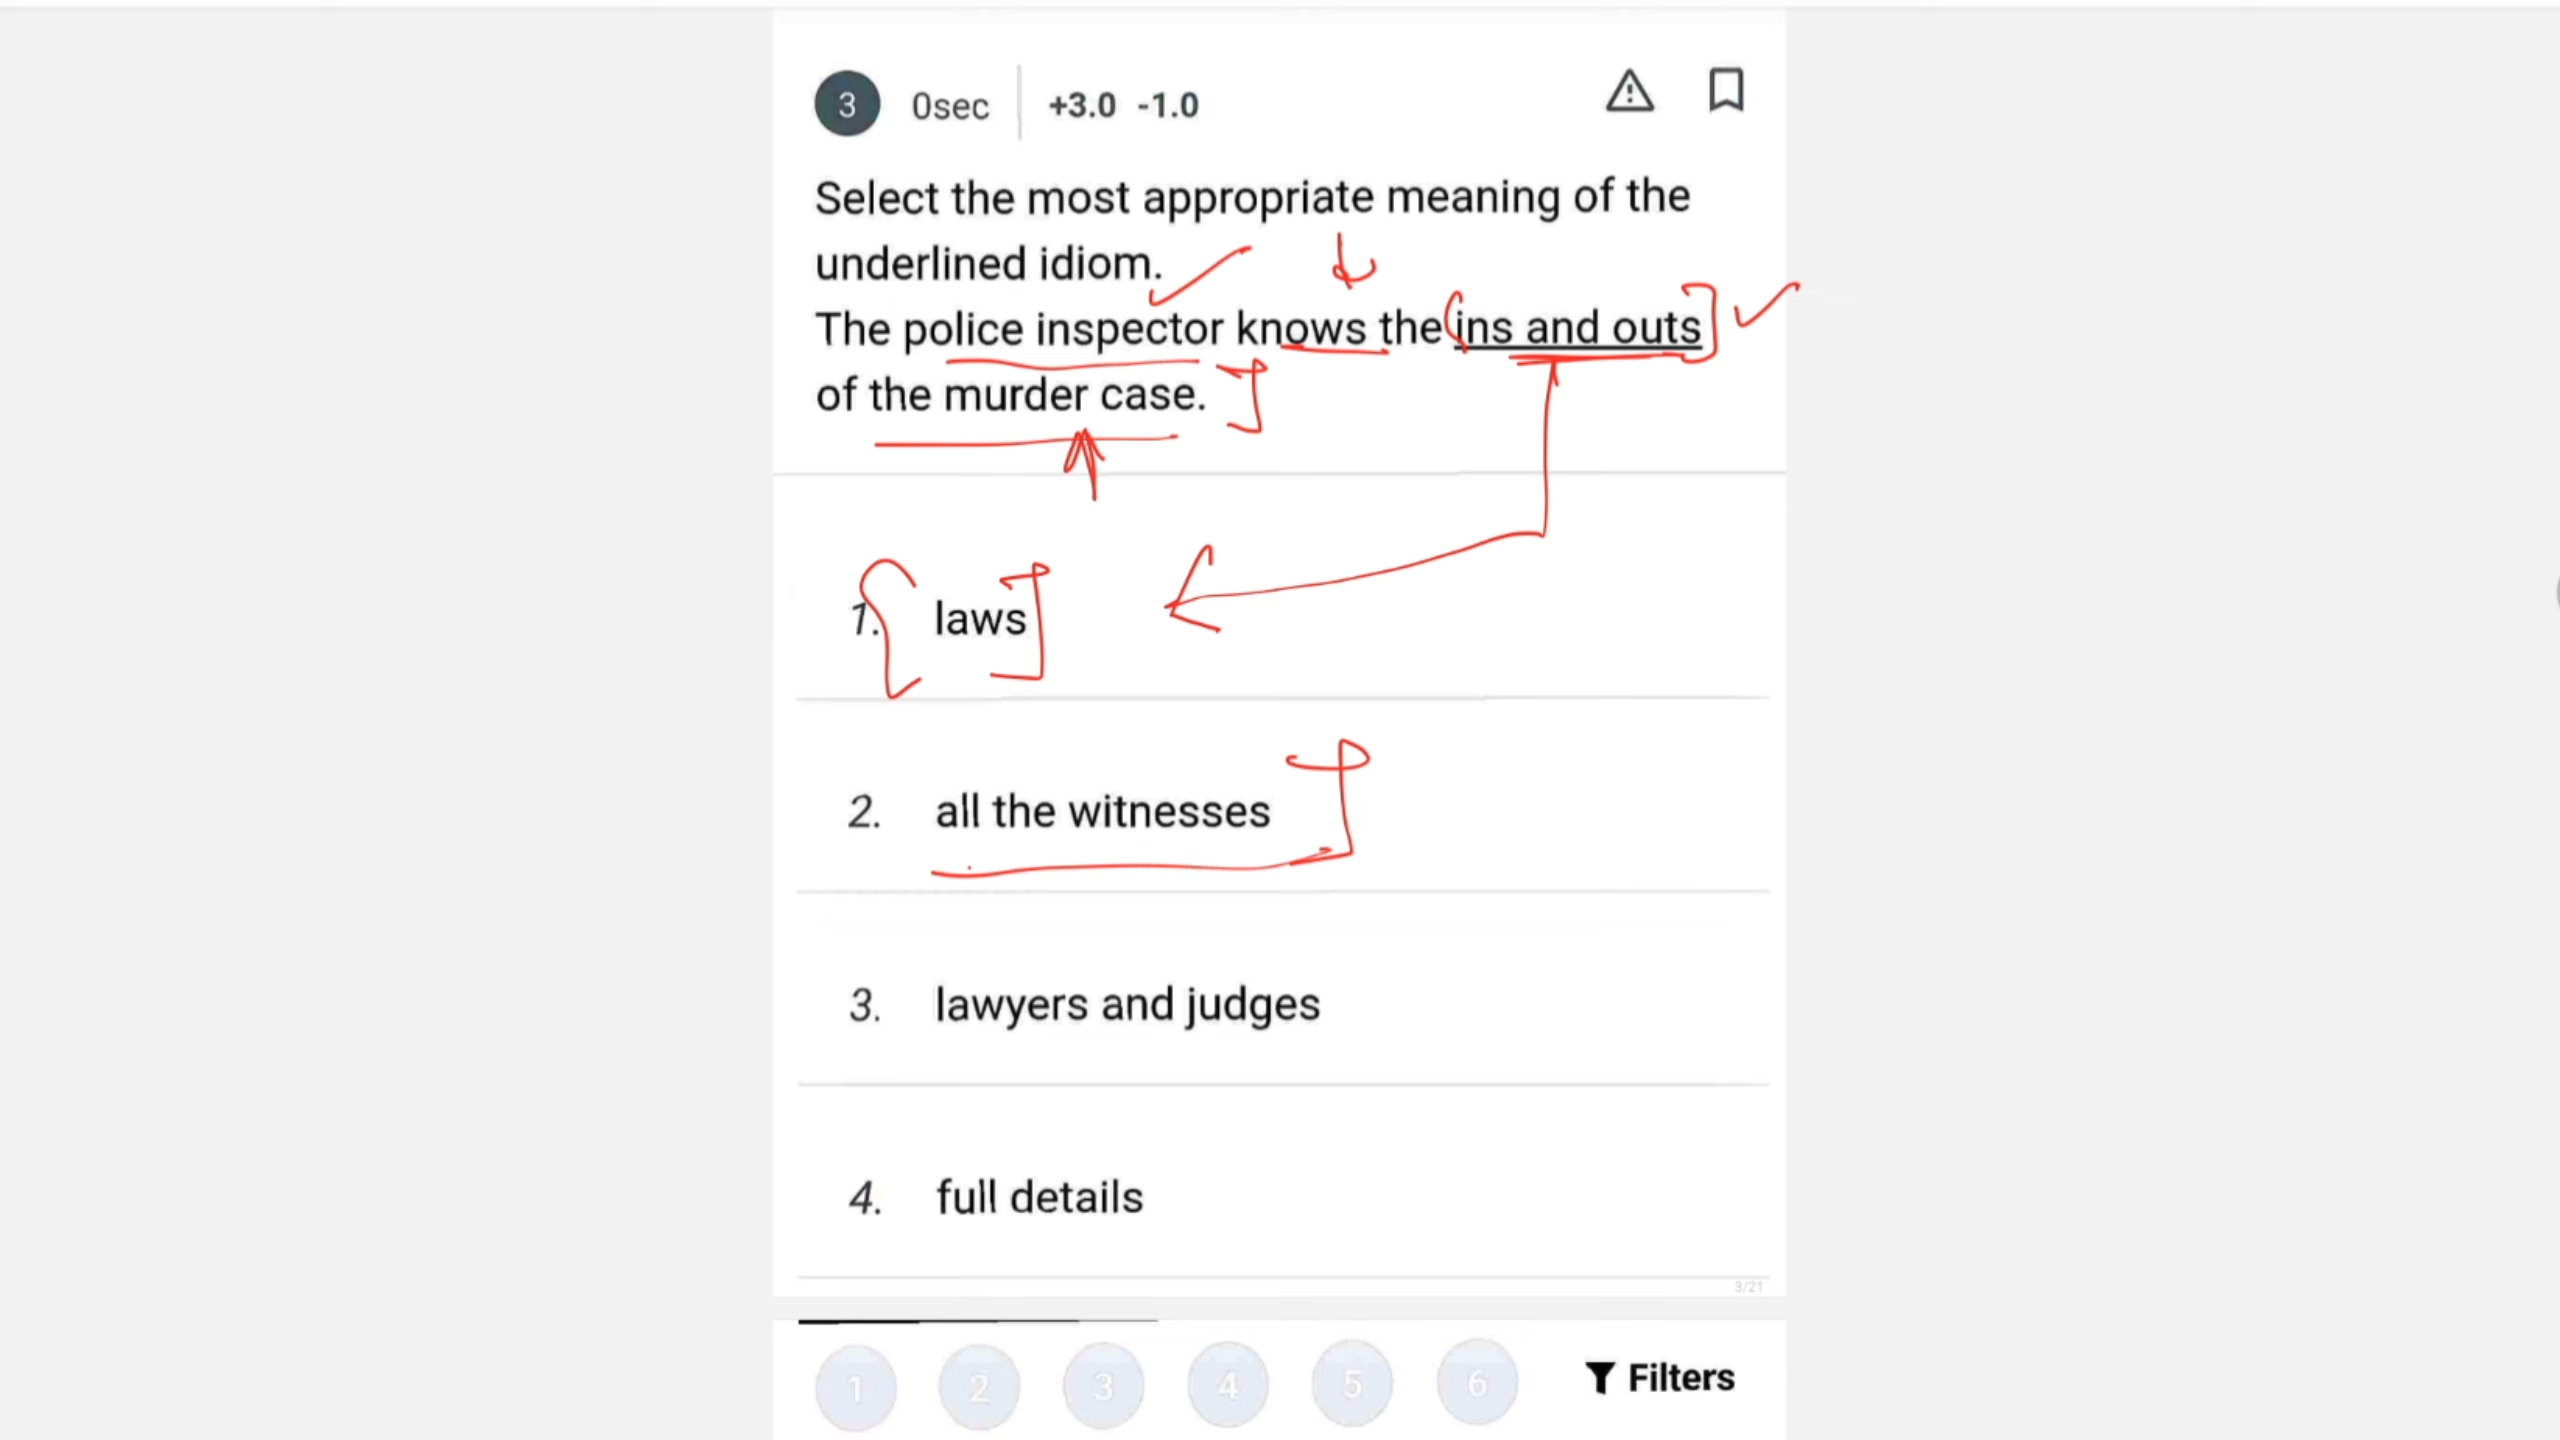 3 0sec +3.0 -1.0
Select the most appropriate meaning of the
underlined idiom.
The police inspector knows the ins and outs
of the murder case.
1. laws
2. all the witnesses
3. lawyers and judges
4. full details
3/21
1 2 3 4 5 6 Filters